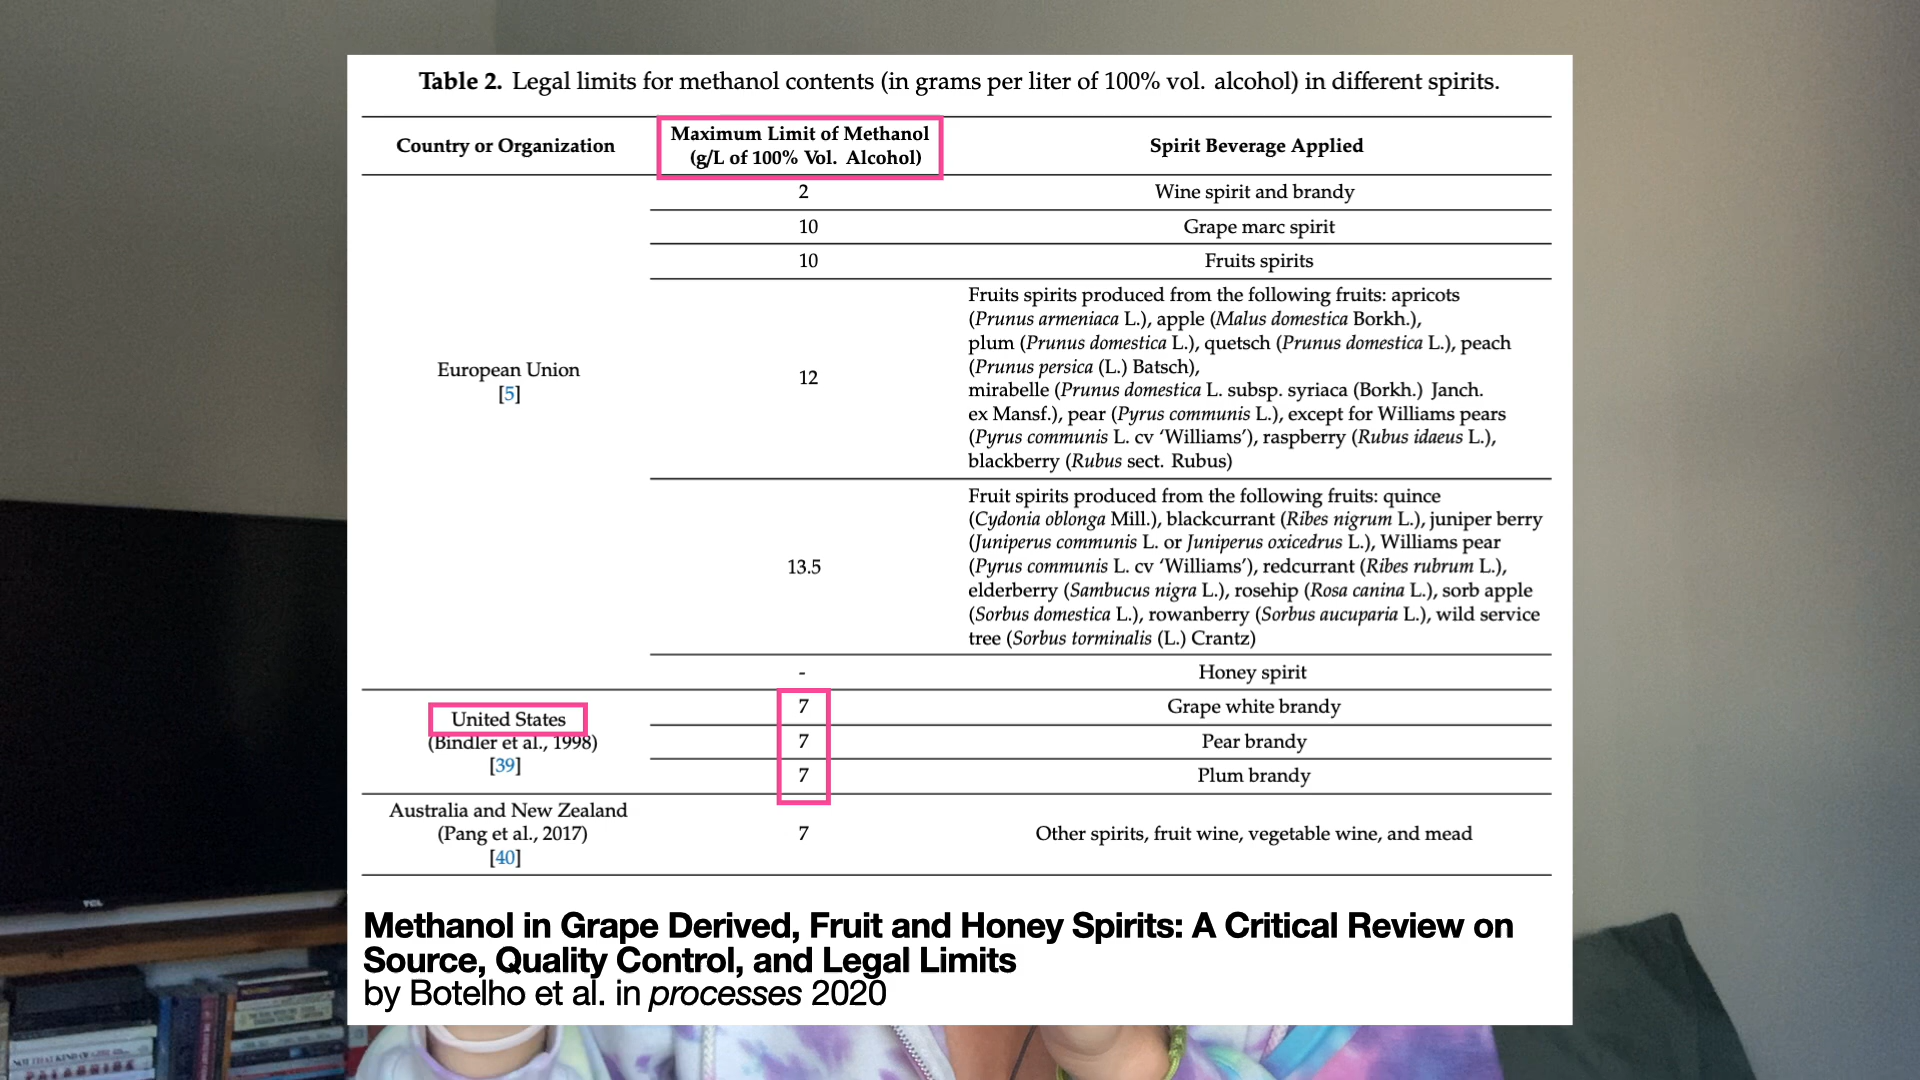 Table 2. Legal limits for methanol contents (in grams per liter of 100% vol. alcohol) in different spirits.
Country or Organization
Maximum Limit of Methanol
(g/L of 100% Vol. Alcohol)
Spirit Beverage Applied
European Union
[5]
2
Wine spirit and brandy
10
Grape marc spirit
10
Fruits spirits
12
Fruits spirits produced from the following fruits: apricots
(Prunus armeniaca L.), apple (Malus domestica Borkh.),
plum (Prunus domestica L.), quetsch (Prunus domestica L.), peach
(Prunus persica (L.) Batsch),
mirabelle (Prunus domestica L. subsp. syriaca (Borkh.) Janch.
ex Mansf.), pear (Pyrus communis L.), except for Williams pears
(Pyrus communis L. cv ‘Williams’), raspberry (Rubus idaeus L.),
blackberry (Rubus sect. Rubus)
13.5
Fruit spirits produced from the following fruits: quince
(Cydonia oblonga Mill.), blackcurrant (Ribes nigrum L.), juniper berry
(Juniperus communis L. or Juniperus oxicedrus L.), Williams pear
(Pyrus communis L. cv ‘Williams’), redcurrant (Ribes rubrum L.),
elderberry (Sambucus nigra L.), rosehip (Rosa canina L.), sorb apple
(Sorbus domestica L.), rowanberry (Sorbus aucuparia L.), wild service
tree (Sorbus torminalis (L.) Crantz)
-
Honey spirit
United States
(Bindler et al., 1998)
[39]
7
Grape white brandy
7
Pear brandy
7
Plum brandy
Australia and New Zealand
(Pang et al., 2017)
[40]
7
Other spirits, fruit wine, vegetable wine, and mead
Methanol in Grape Derived, Fruit and Honey Spirits: A Critical Review on
Source, Quality Control, and Legal Limits
by Botelho et al. in processes 2020
TCL